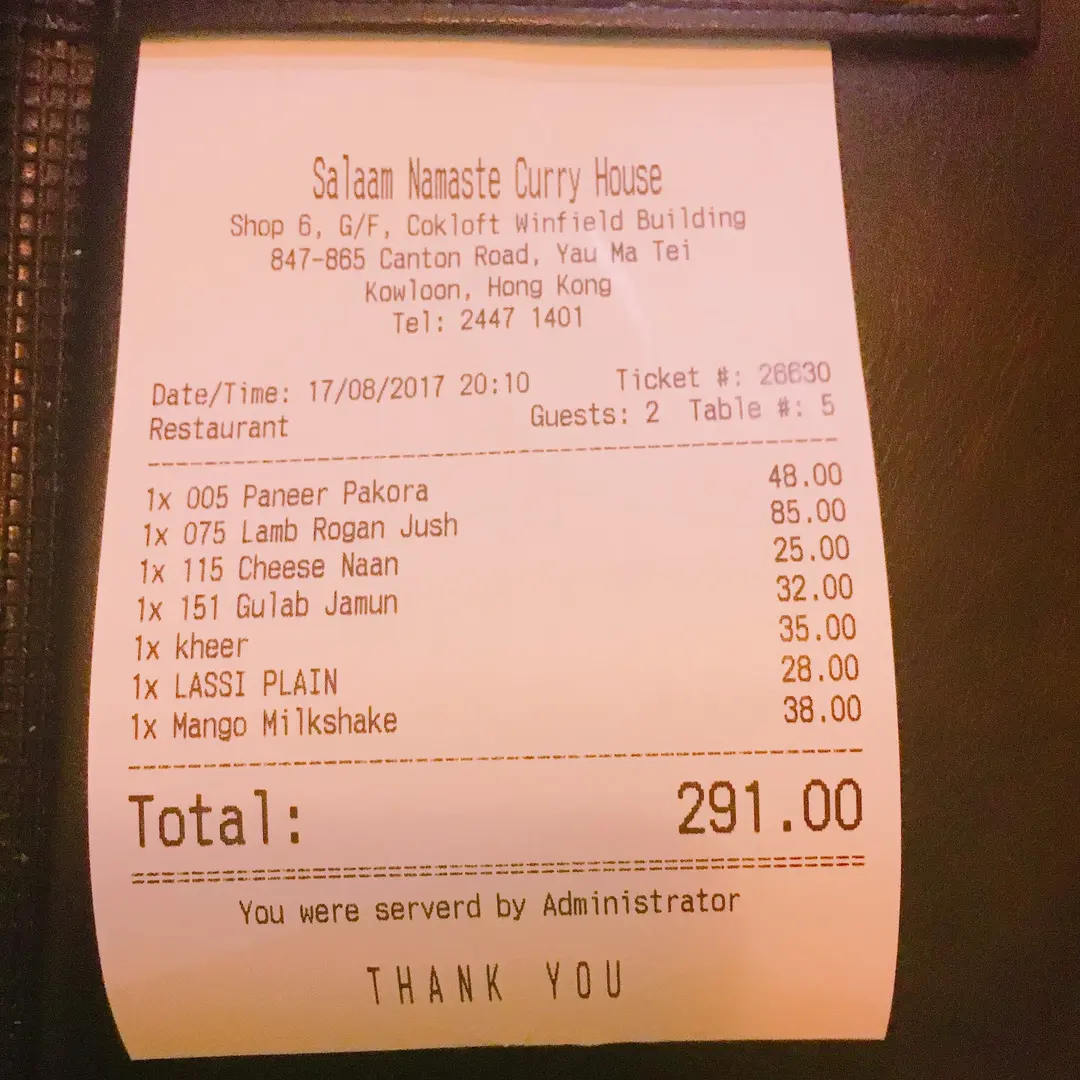 Salaam Namaste Curry House
Shop 6, G/F, Cokloft Winfield Building
847-865 Canton Road, Yau Ma Tei
Kowloon, Hong Kong
Tel: 2447 1401
Date/Time: 17/08/2017 20:10 Ticket #: 26630
Restaurant Guests: 2 Table #: 5
1x 005 Paneer Pakora 48.00
1x 075 Lamb Rogan Jush 85.00
1x 115 Cheese Naan 25.00
1x 151 Gulab Jamun 32.00
1x kheer 35.00
1x LASSI PLAIN 28.00
1x Mango Milkshake 38.00
Total: 291.00
You were serverd by Administrator
THANK YOU